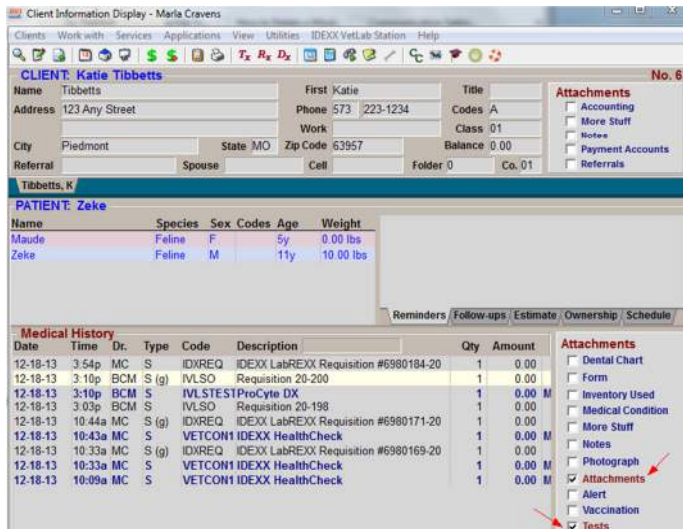 Client Information Display - Marla Cravens
Clients Work with Services Applications View Utilities IDEXX VetLab Station Help
Tx Rx Dx
CLIENT: Katie Tibbetts No. 6
Name Tibbetts First Katie Title
Address 123 Any Street Phone 573 223-1234 Codes A
Work Class 01
City Piedmont State MO Zip Code 63957 Balance 0.00
Referral Spouse Cell Folder 0 Co. 01
Attachments
Accounting
More Stuff
Notes
Payment Accounts
Referrals
Tibbetts, K
PATIENT: Zeke
Name Species Sex Codes Age Weight
Maude Feline F 5y 0.00 lbs
Zeke Feline M 11y 10.00 lbs
Reminders Follow-ups Estimate Ownership Schedule
Medical History
Date Time Dr. Type Code Description Qty Amount
12-18-13 3:54p MC S IDXREQ IDEXX LabREXX Requisition #6980184-20 1 0.00
12-18-13 3:10p BCM S (g) IVLSO Requisition 20-200 1 0.00
12-18-13 3:10p BCM S IVLSTEST ProCyte DX 1 0.00 M
12-18-13 3:03p BCM S IVLSO Requisition 20-198 1 0.00
12-18-13 10:44a MC S (g) IDXREQ IDEXX LabREXX Requisition #6980171-20 1 0.00
12-18-13 10:43a MC S VETCON1 IDEXX HealthCheck 1 0.00 M
12-18-13 10:33a MC S (g) IDXREQ IDEXX LabREXX Requisition #6980169-20 1 0.00
12-18-13 10:33a MC S VETCON1 IDEXX HealthCheck 1 0.00 M
12-18-13 10:09a MC S VETCON1 IDEXX HealthCheck 1 0.00 M
Attachments
Dental Chart
Form
Inventory Used
Medical Condition
More Stuff
Notes
Photograph
Attachments
Alert
Vaccination
Tests